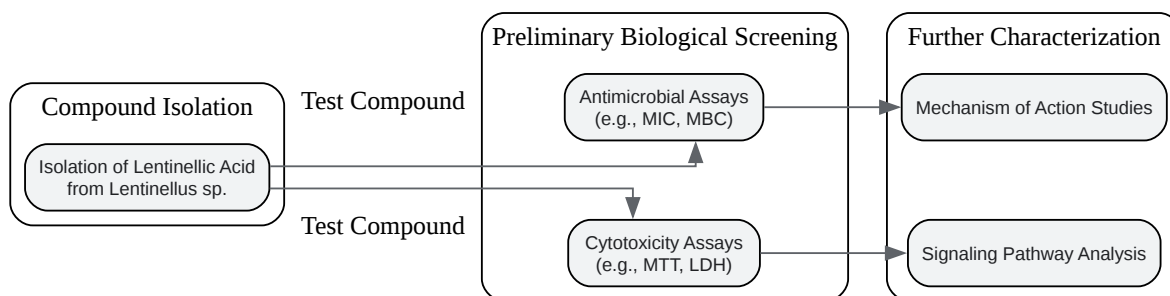 Compound Isolation
Isolation of Lentinellic Acid
from Lentinellus sp.
Test Compound
Test Compound
Preliminary Biological Screening
Antimicrobial Assays
(e.g., MIC, MBC)
Cytotoxicity Assays
(e.g., MTT, LDH)
Further Characterization
Mechanism of Action Studies
Signaling Pathway Analysis